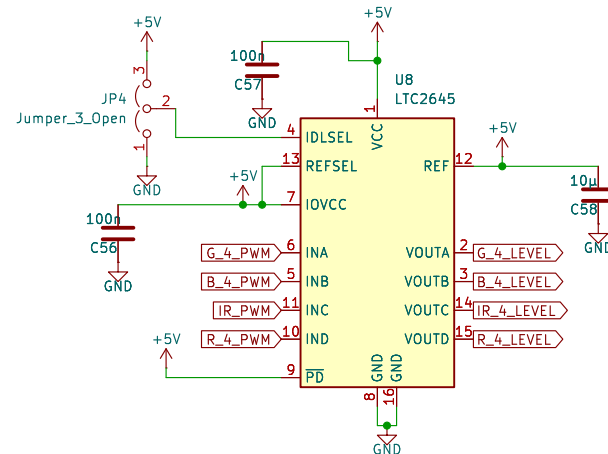 +5V
+5V
100n
C57
GND
U8
LTC2645
3
JP4
2
Jumper_3_Open
1
GND
1
VCC
4 IDLSEL
13 REFSEL
REF 12
+5V
10µ
C58
GND
+5V
7 IOVCC
100n
C56
GND
G_4_PWM 6 INA
VOUTA 2 G_4_LEVEL
B_4_PWM 5 INB
VOUTB 3 B_4_LEVEL
IR_PWM 11 INC
VOUTC 14 IR_4_LEVEL
R_4_PWM 10 IND
VOUTD 15 R_4_LEVEL
+5V
9 PD
GND GND
8 16
GND